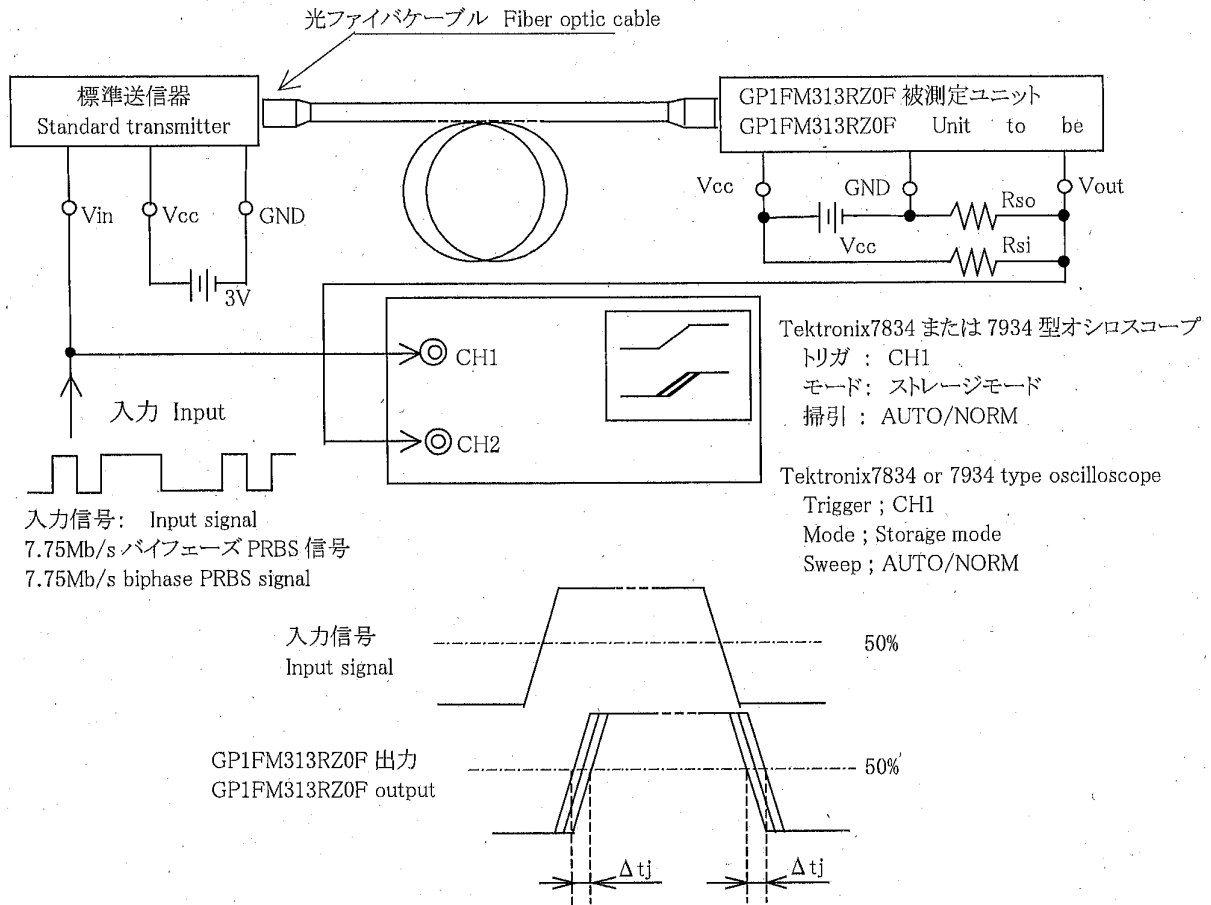 光ファイバケーブル Fiber optic cable
標準送信器
Standard transmitter
GP1FM313RZ0F 被測定ユニット
GP1FM313RZ0F Unit to be
Vin
Vcc
GND
3V
Vcc
GND
Vout
Rso
Vcc
Rsi
CH1
CH2
入力 Input
Tektronix7834 または 7934 型オシロスコープ
トリガ : CH1
モード: ストレージモード
掃引 : AUTO/NORM
Tektronix7834 or 7934 type oscilloscope
Trigger ; CH1
Mode ; Storage mode
Sweep ; AUTO/NORM
入力信号: Input signal
7.75Mb/s バイフェーズ PRBS 信号
7.75Mb/s biphase PRBS signal
入力信号
Input signal
50%
GP1FM313RZ0F 出力
GP1FM313RZ0F output
50%
Δtj
Δtj